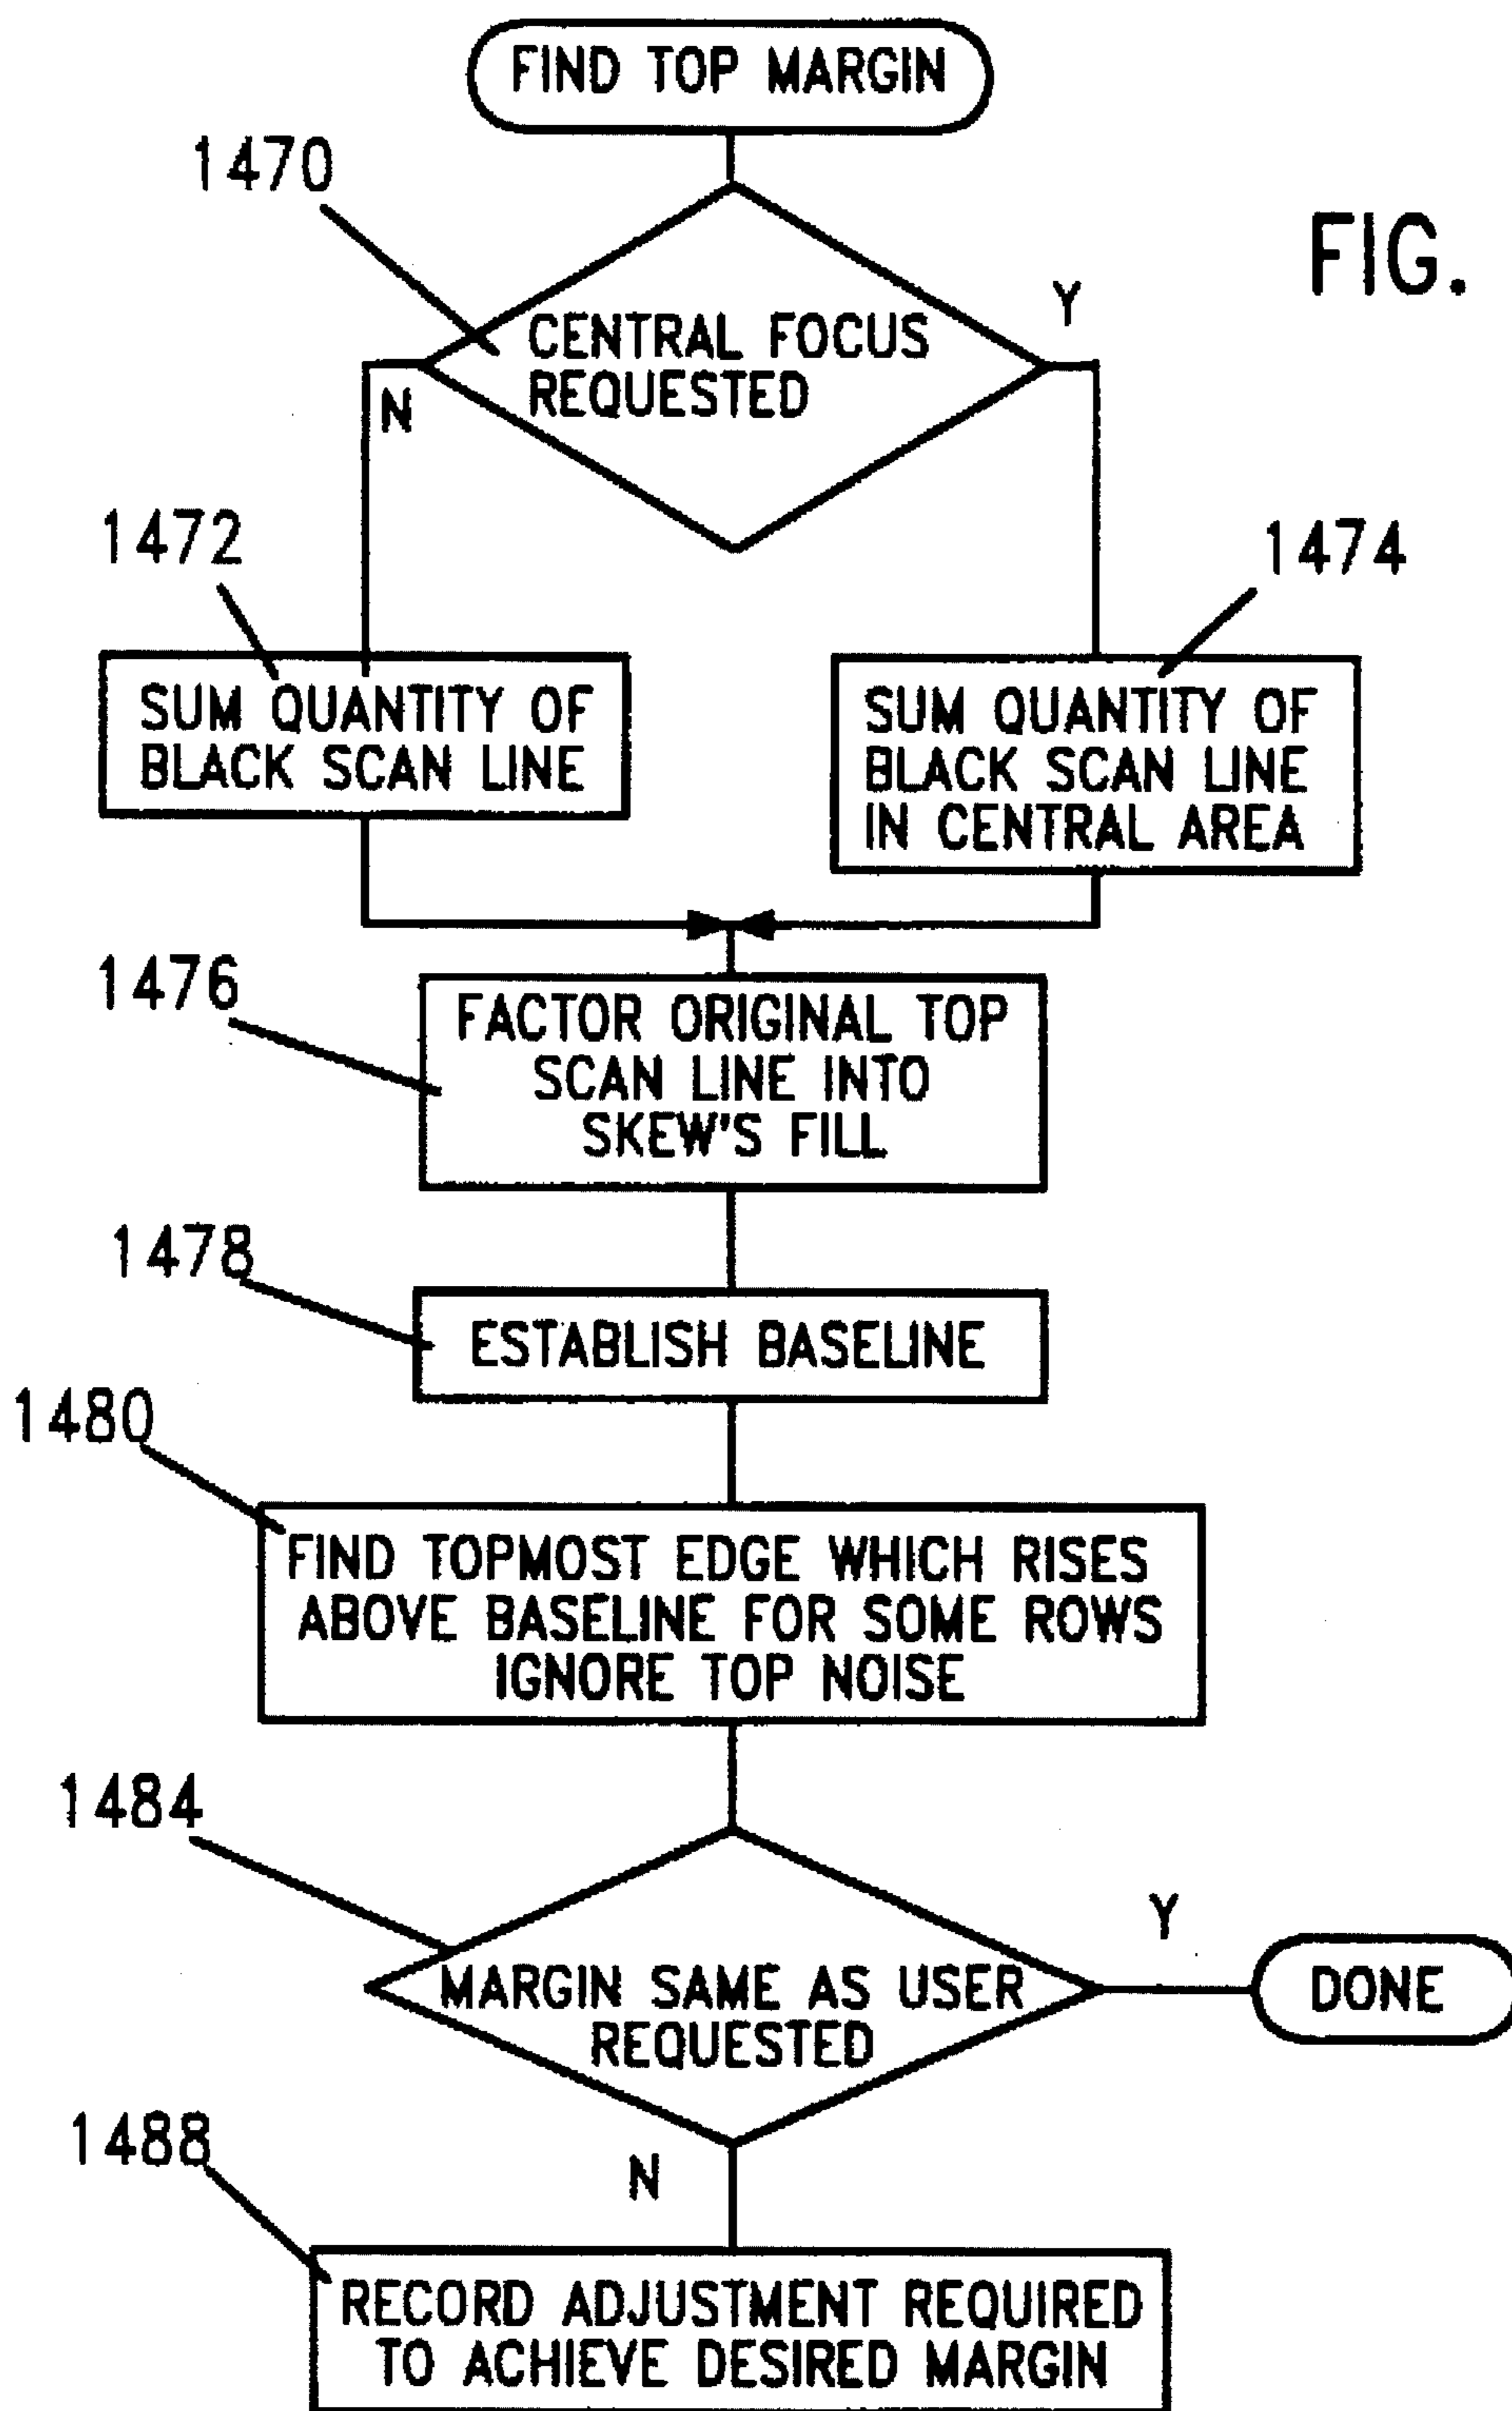 FIND TOP MARGIN
1470
FIG.
CENTRAL FOCUS
REQUESTED
Y
N
1472
1474
SUM QUANTITY OF
BLACK SCAN LINE
SUM QUANTITY OF
BLACK SCAN LINE
IN CENTRAL AREA
1476
FACTOR ORIGINAL TOP
SCAN LINE INTO
SKEW'S FILL
1478
ESTABLISH BASELINE
1480
FIND TOPMOST EDGE WHICH RISES
ABOVE BASELINE FOR SOME ROWS
IGNORE TOP NOISE
1484
MARGIN SAME AS USER
REQUESTED
Y
DONE
1488
N
RECORD ADJUSTMENT REQUIRED
TO ACHIEVE DESIRED MARGIN